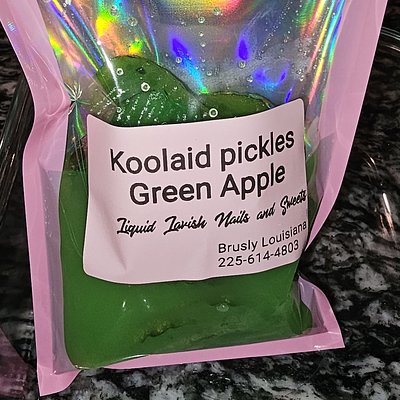 Koolaid pickles
Green Apple
Liquid Lavish Nails and Sweets
Brusly Louisiana
225-614-4803